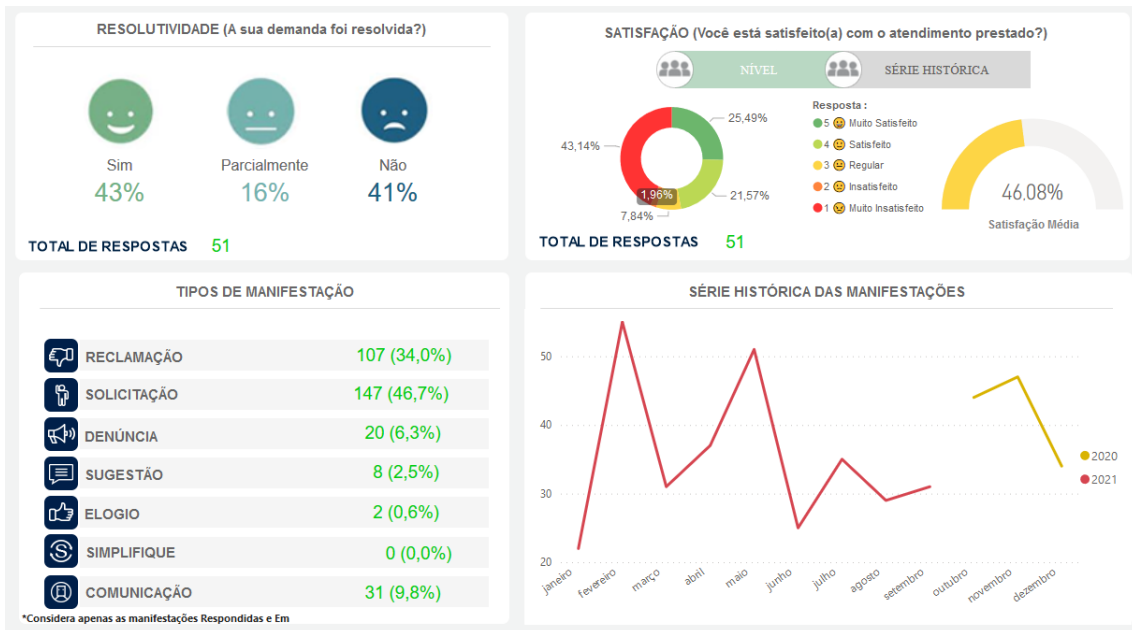 RESOLUTIVIDADE (A sua demanda foi resolvida?)
Sim
Parcialmente
Não
43%
16%
41%
TOTAL DE RESPOSTAS 51
SATISFAÇÃO (Você está satisfeito(a) com o atendimento prestado?)
NÍVEL
SÉRIE HISTÓRICA
25,49%
43,14%
1,96%
21,57%
7,84%
Resposta :
5 Muito Satisfeito
4 Satisfeito
3 Regular
2 Insatisfeito
1 Muito Insatisfeito
46,08%
Satisfação Média
TOTAL DE RESPOSTAS 51
TIPOS DE MANIFESTAÇÃO
RECLAMAÇÃO 107 (34,0%)
SOLICITAÇÃO 147 (46,7%)
DENÚNCIA 20 (6,3%)
SUGESTÃO 8 (2,5%)
ELOGIO 2 (0,6%)
SIMPLIFIQUE 0 (0,0%)
COMUNICAÇÃO 31 (9,8%)
*Considera apenas as manifestações Respondidas e Em
SÉRIE HISTÓRICA DAS MANIFESTAÇÕES
50
40
30
20
janeiro
fevereiro
março
abril
maio
junho
julho
agosto
setembro
outubro
novembro
dezembro
2020
2021